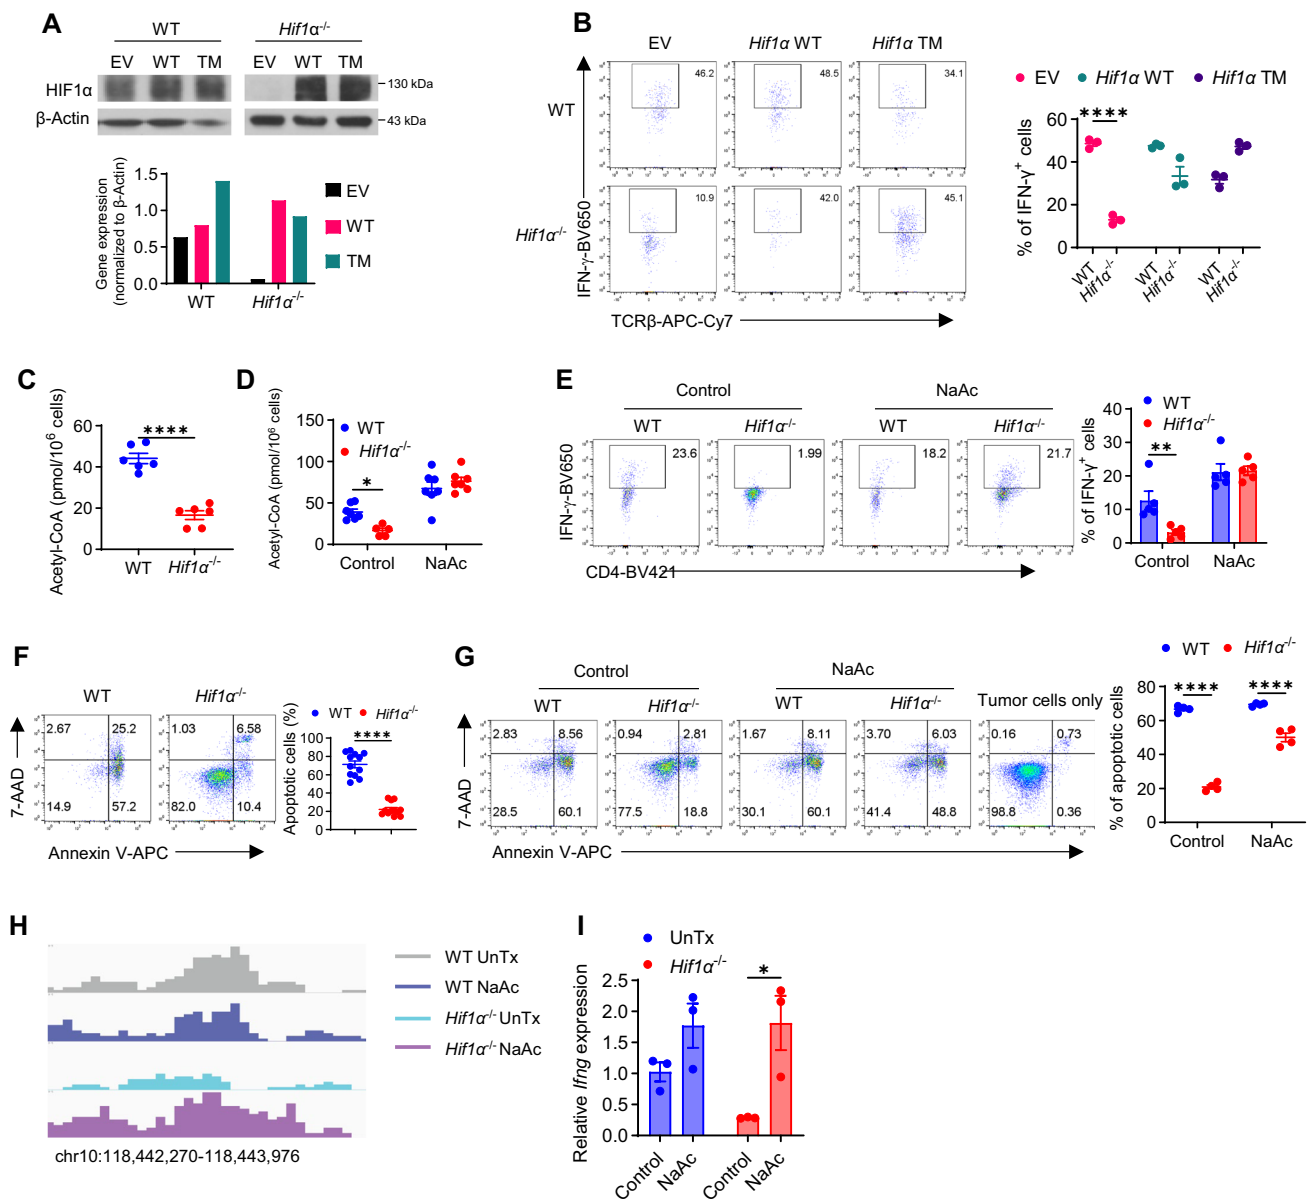 A
WT
Hif1α-/-
EV WT TM EV WT TM
HIF1α
130 kDa
β-Actin
43 kDa
Gene expression
(normalized to β-Actin)
1.5
1.0
0.5
0.0
WT Hif1α-/-
EV
WT
TM
B
EV Hif1α WT Hif1α TM
WT
46.2 48.5 34.1
Hif1α-/-
10.9 42.0 45.1
IFN-γ-BV650
TCRβ-APC-Cy7
EV Hif1α WT Hif1α TM
****
% of IFN-γ+ cells
60
40
20
0
WT Hif1α-/- WT Hif1α-/- WT Hif1α-/-
C
Acetyl-CoA (pmol/10⁶ cells)
60
40
20
0
****
WT Hif1α-/-
D
Acetyl-CoA (pmol/10⁶ cells)
150
100
50
0
WT
Hif1α-/-
*
Control NaAc
E
Control NaAc
WT Hif1α-/- WT Hif1α-/-
23.6 1.99 18.2 21.7
IFN-γ-BV650
CD4-BV421
% of IFN-γ+ cells
40
30
20
10
0
WT
Hif1α-/-
**
Control NaAc
F
WT Hif1α-/-
2.67 25.2 1.03 6.58
14.9 57.2 82.0 10.4
7-AAD
Annexin V-APC
WT Hif1α-/-
****
Apoptotic cells (%)
100
80
60
40
20
0
G
Control NaAc
WT Hif1α-/- WT Hif1α-/- Tumor cells only
2.83 8.56 0.94 2.81 1.67 8.11 3.70 6.03 0.16 0.73
28.5 60.1 77.5 18.8 30.1 60.1 41.4 48.8 98.8 0.36
7-AAD
Annexin V-APC
WT Hif1α-/-
**** ****
% of apoptotic cells
80
60
40
20
0
Control NaAc
H
WT UnTx
WT NaAc
Hif1α-/- UnTx
Hif1α-/- NaAc
chr10:118,442,270-118,443,976
I
UnTx
Hif1α-/-
*
Relative Ifng expression
2.5
2.0
1.5
1.0
0.5
0.0
Control NaAc Control NaAc